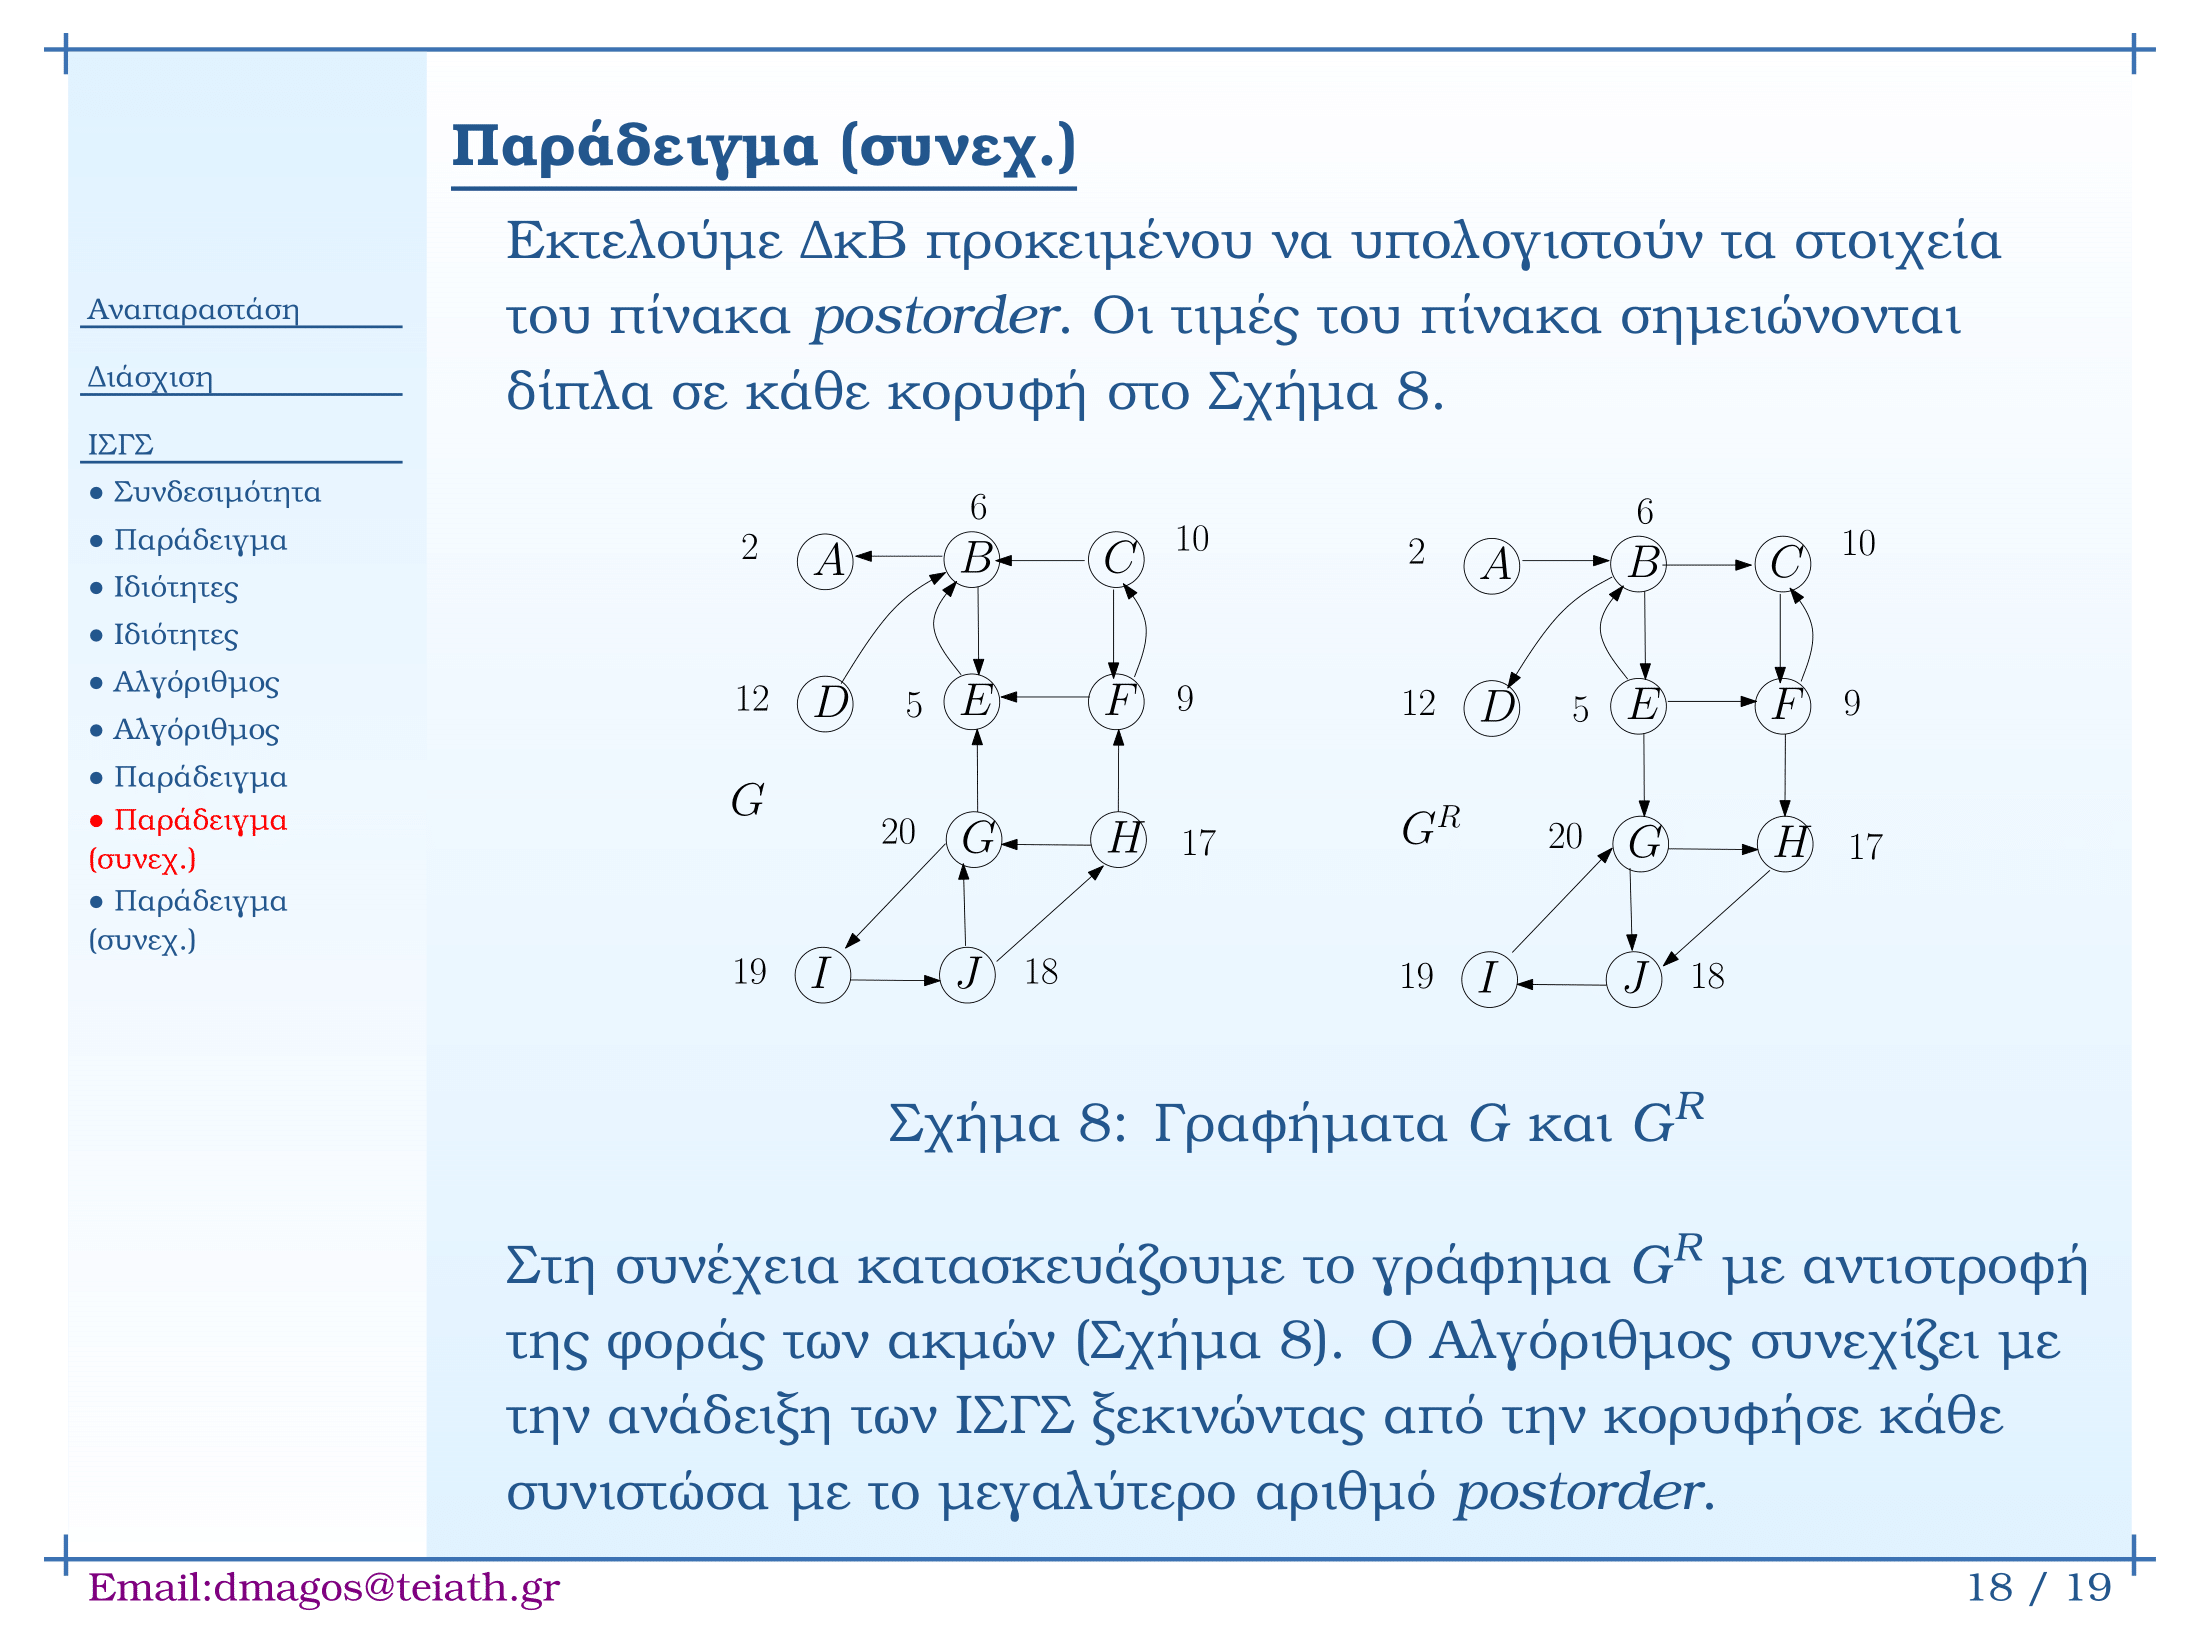 Παράδειγμα (συνεχ.)
Εκτελούμε ΔκΒ προκειμένου να υπολογιστούν τα στοιχεία
του πίνακα postorder. Οι τιμές του πίνακα σημειώνονται
δίπλα σε κάθε κορυφή στο Σχήμα 8.
Αναπαραστάση
Διάσχιση
ΙΣΓΣ
● Συνδεσιμότητα
● Παράδειγμα
● Ιδιότητες
● Ιδιότητες
● Αλγόριθμος
● Αλγόριθμος
● Παράδειγμα
● Παράδειγμα
(συνεχ.)
● Παράδειγμα
(συνεχ.)
6
2 A B C 10
12 D 5 E F 9
G
20 G H 17
19 I J 18
6
2 A B C 10
12 D 5 E F 9
G^R
20 G H 17
19 I J 18
Σχήμα 8: Γραφήματα G και G^R
Στη συνέχεια κατασκευάζουμε το γράφημα G^R με αντιστροφή
της φοράς των ακμών (Σχήμα 8). Ο Αλγόριθμος συνεχίζει με
την ανάδειξη των ΙΣΓΣ ξεκινώντας από την κορυφήσε κάθε
συνιστώσα με το μεγαλύτερο αριθμό postorder.
Email:dmagos@teiath.gr
18 / 19